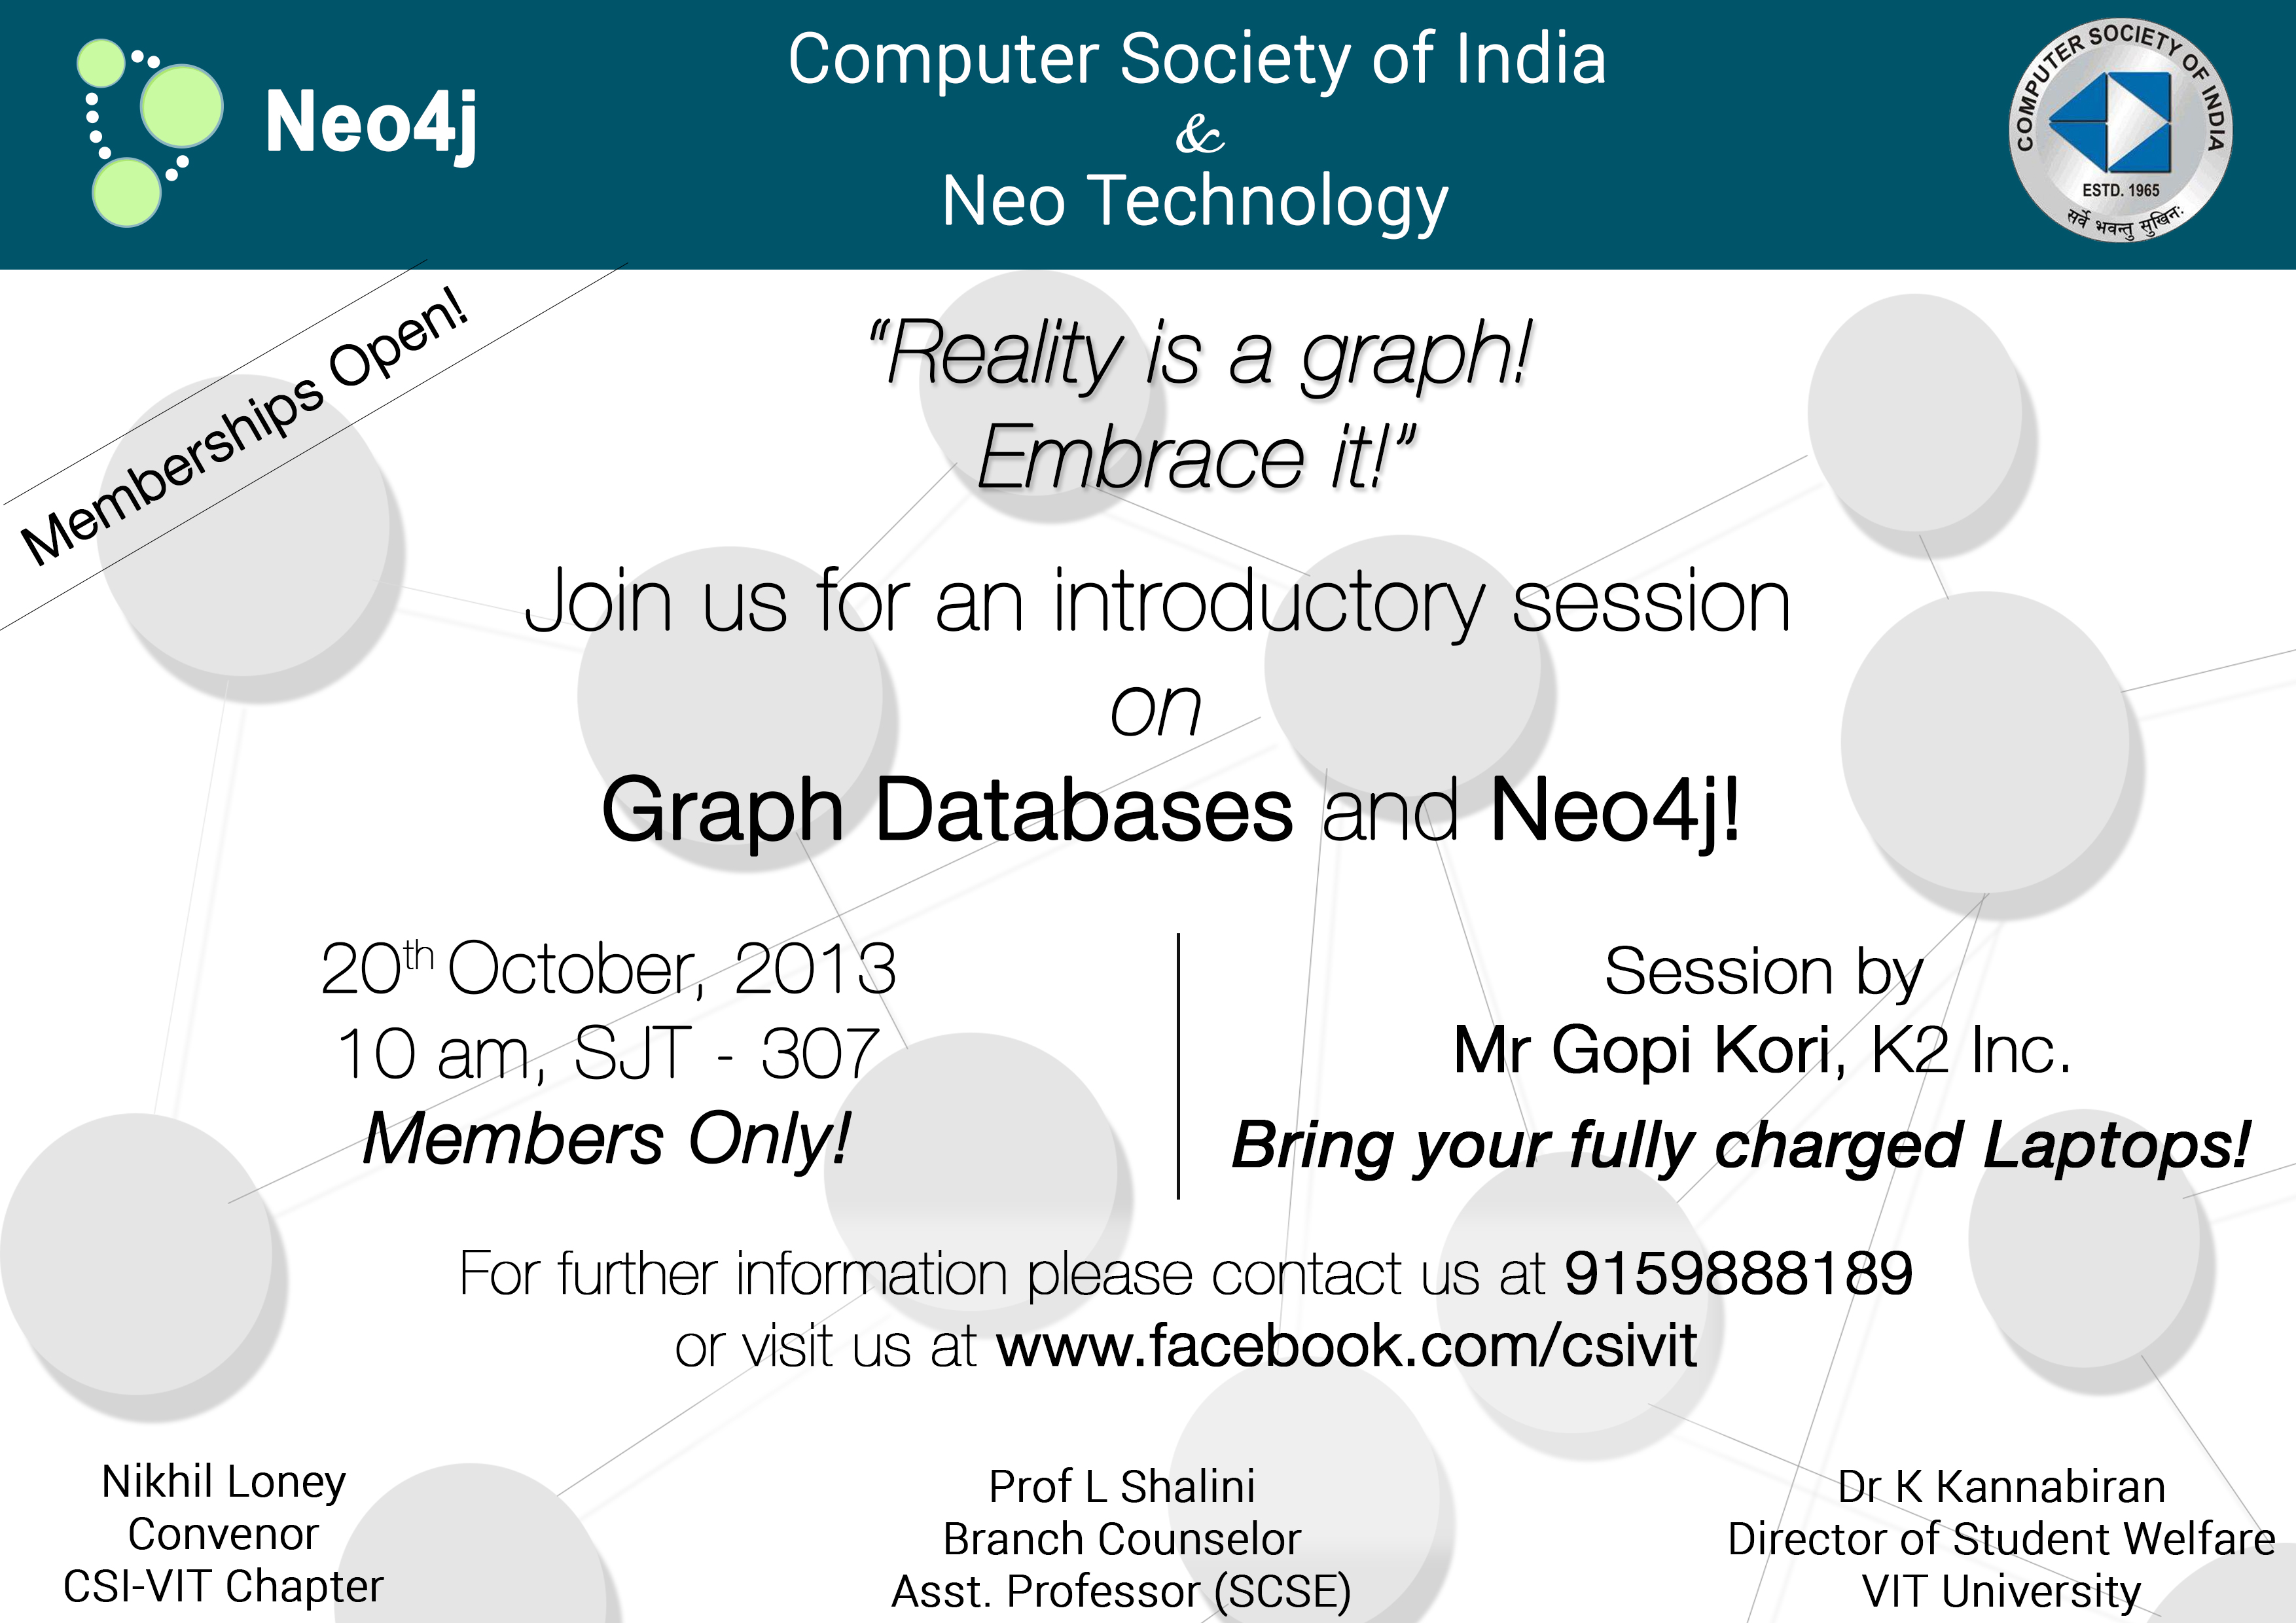 Neo4j
Computer Society of India
&
Neo Technology
COMPUTER SOCIETY OF INDIA
ESTD. 1965
सर्वे भवन्तु सुखिनः
Memberships Open!
“Reality is a graph!
Embrace it!”
Join us for an introductory session
on
Graph Databases and Neo4j!
20th October, 2013
10 am, SJT - 307
Members Only!
Session by
Mr Gopi Kori, K2 Inc.
Bring your fully charged Laptops!
For further information please contact us at 9159888189
or visit us at www.facebook.com/csivit
Nikhil Loney
Convenor
CSI-VIT Chapter
Prof L Shalini
Branch Counselor
Asst. Professor (SCSE)
Dr K Kannabiran
Director of Student Welfare
VIT University